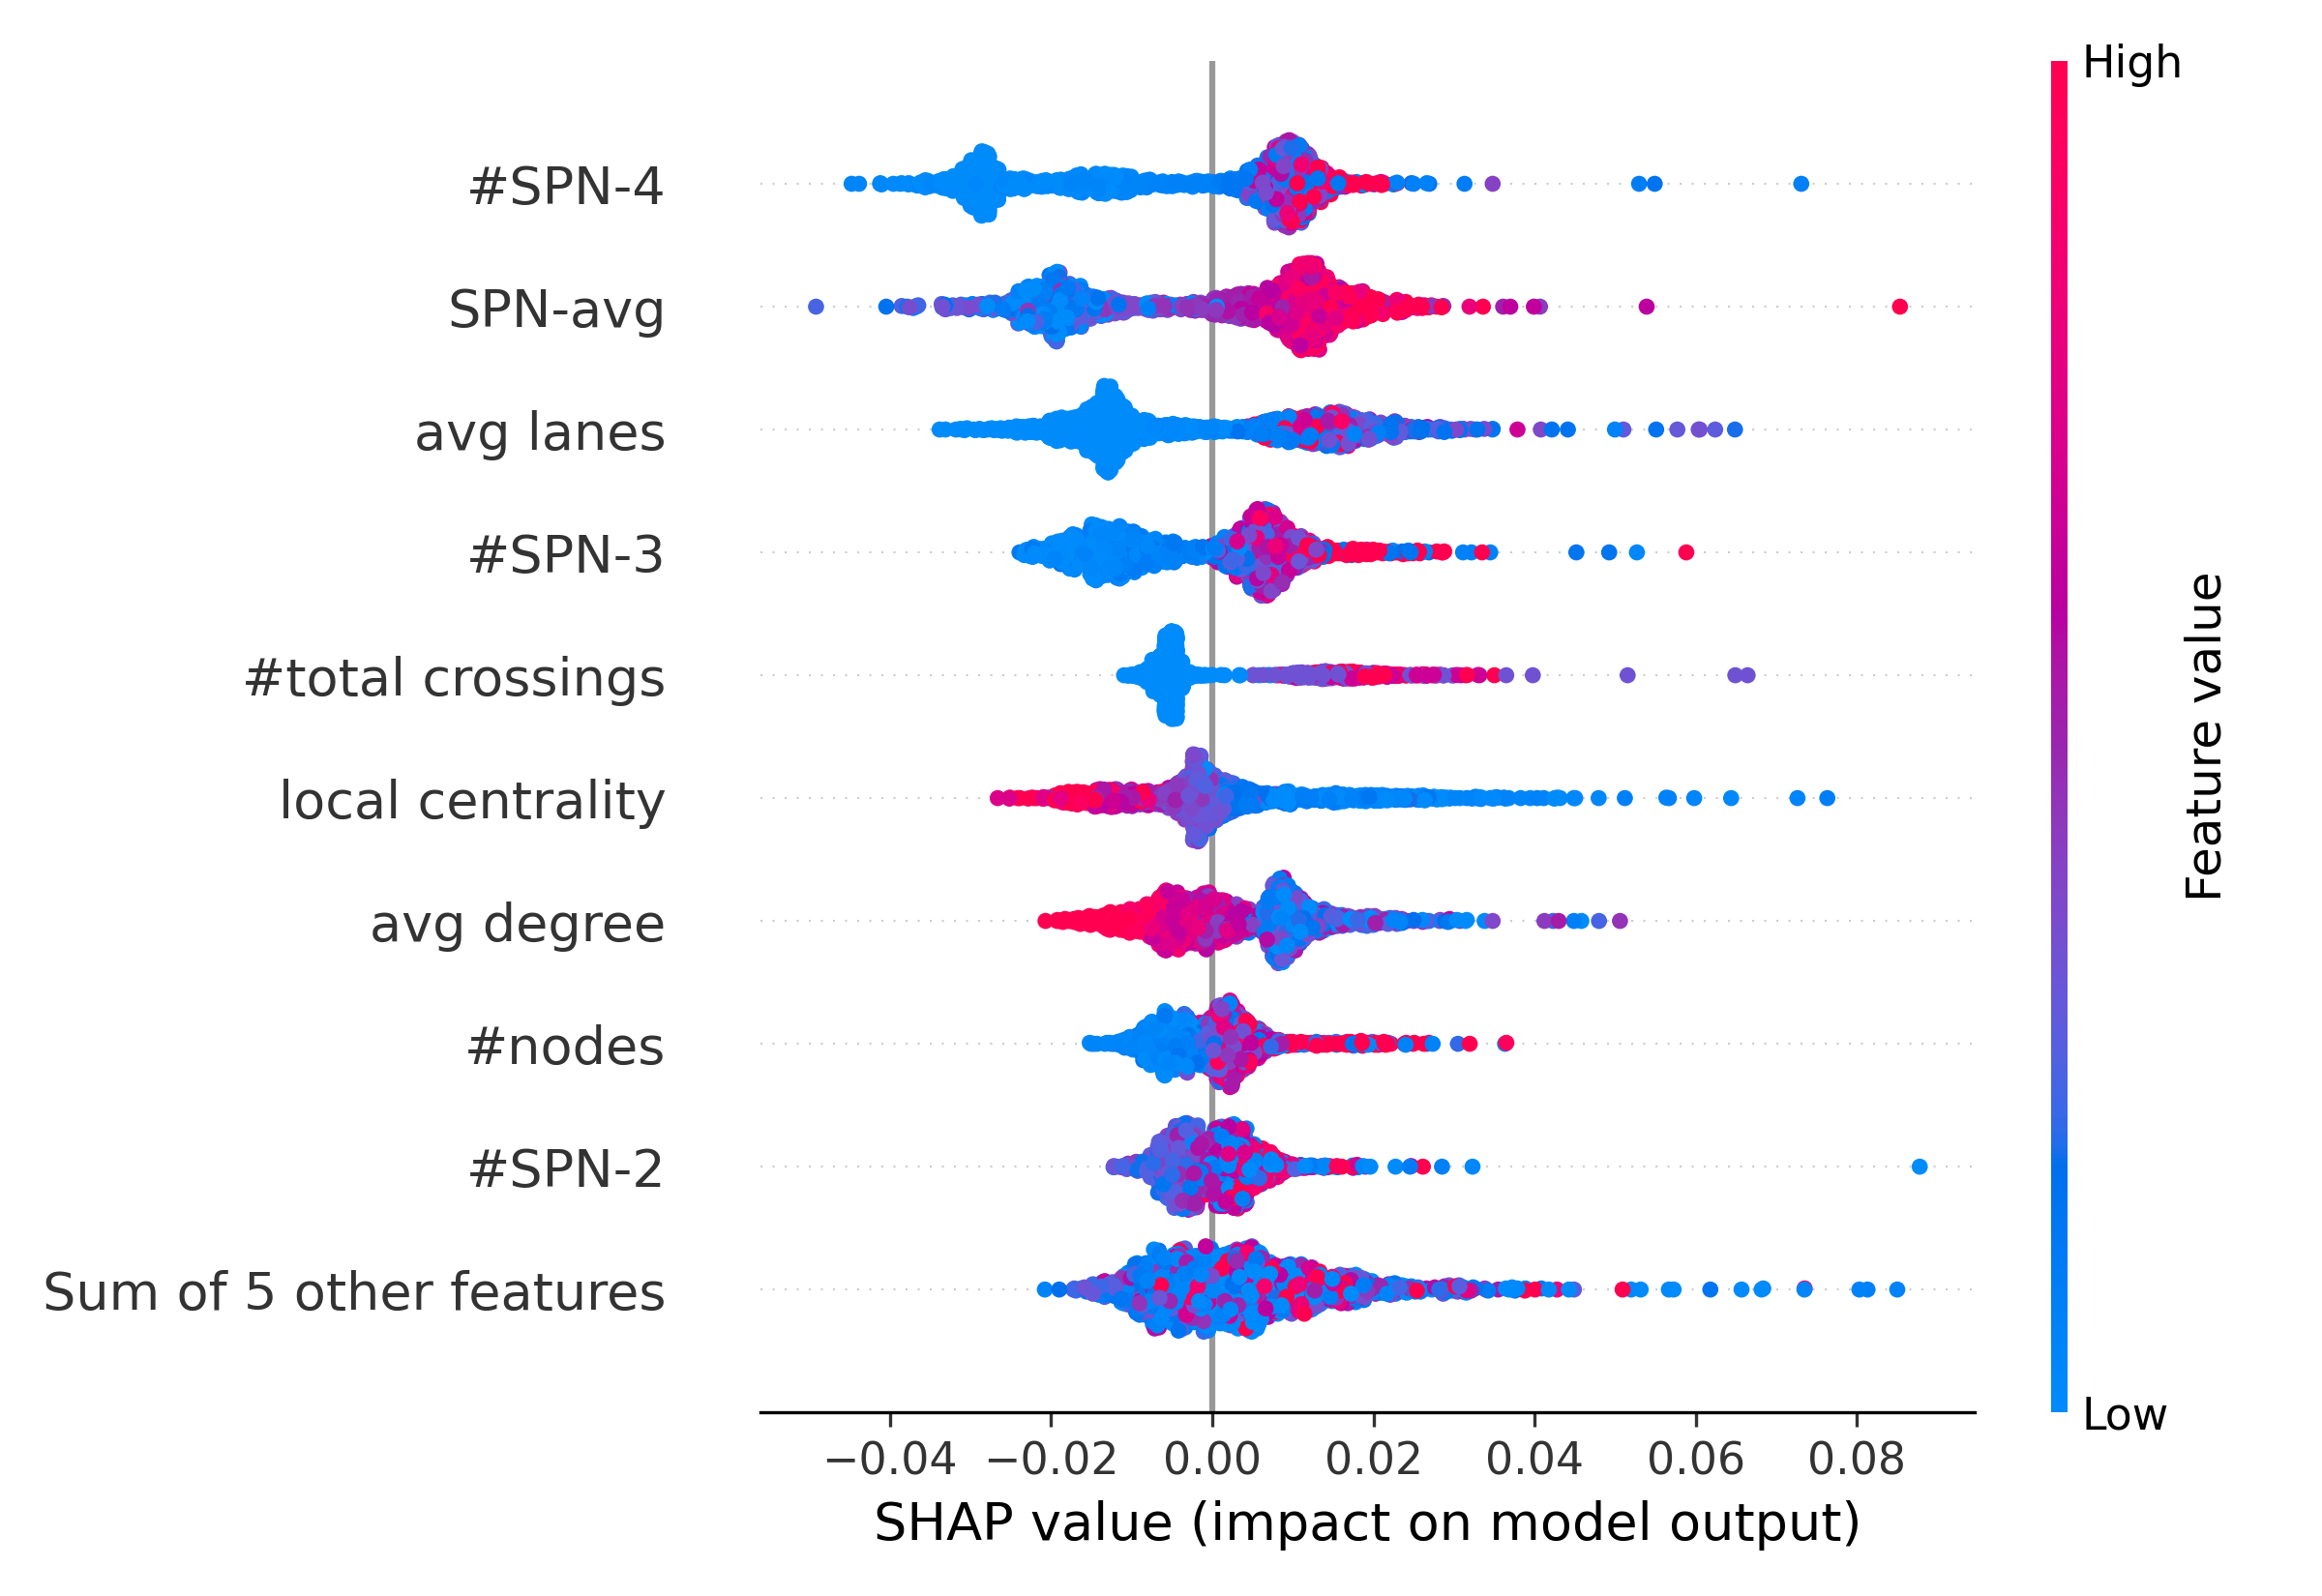 High
#SPN-4
SPN-avg
avg lanes
#SPN-3
#total crossings
local centrality
avg degree
#nodes
#SPN-2
Sum of 5 other features
Feature value
Low
−0.04 −0.02 0.00 0.02 0.04 0.06 0.08
SHAP value (impact on model output)